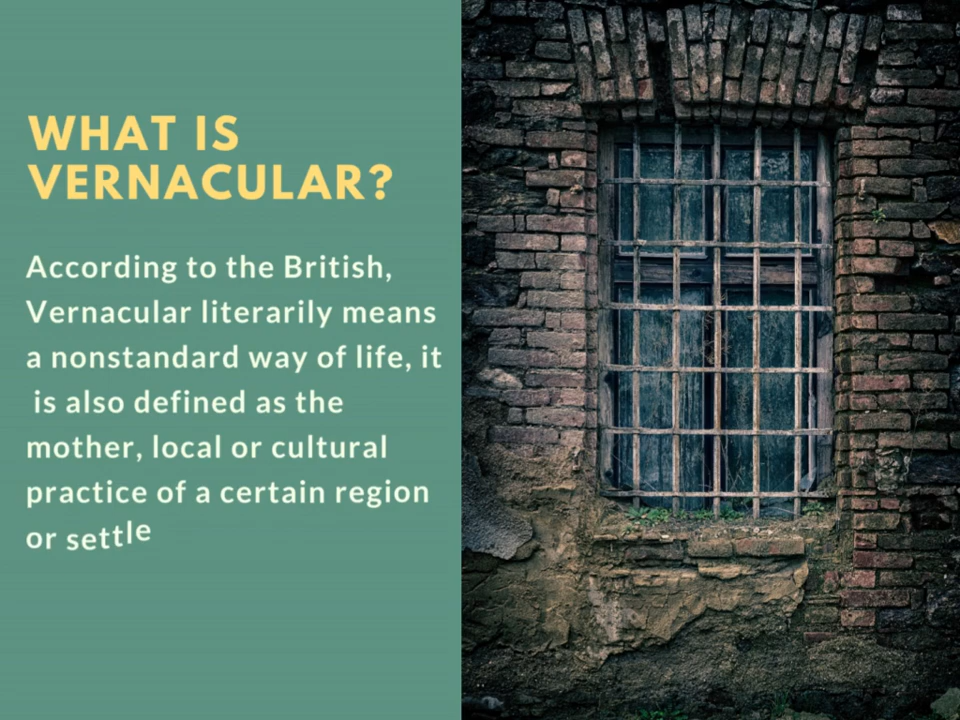 WHAT IS
VERNACULAR?
According to the British,
Vernacular literarily means
a nonstandard way of life, it
is also defined as the
mother, local or cultural
practice of a certain region
or settle